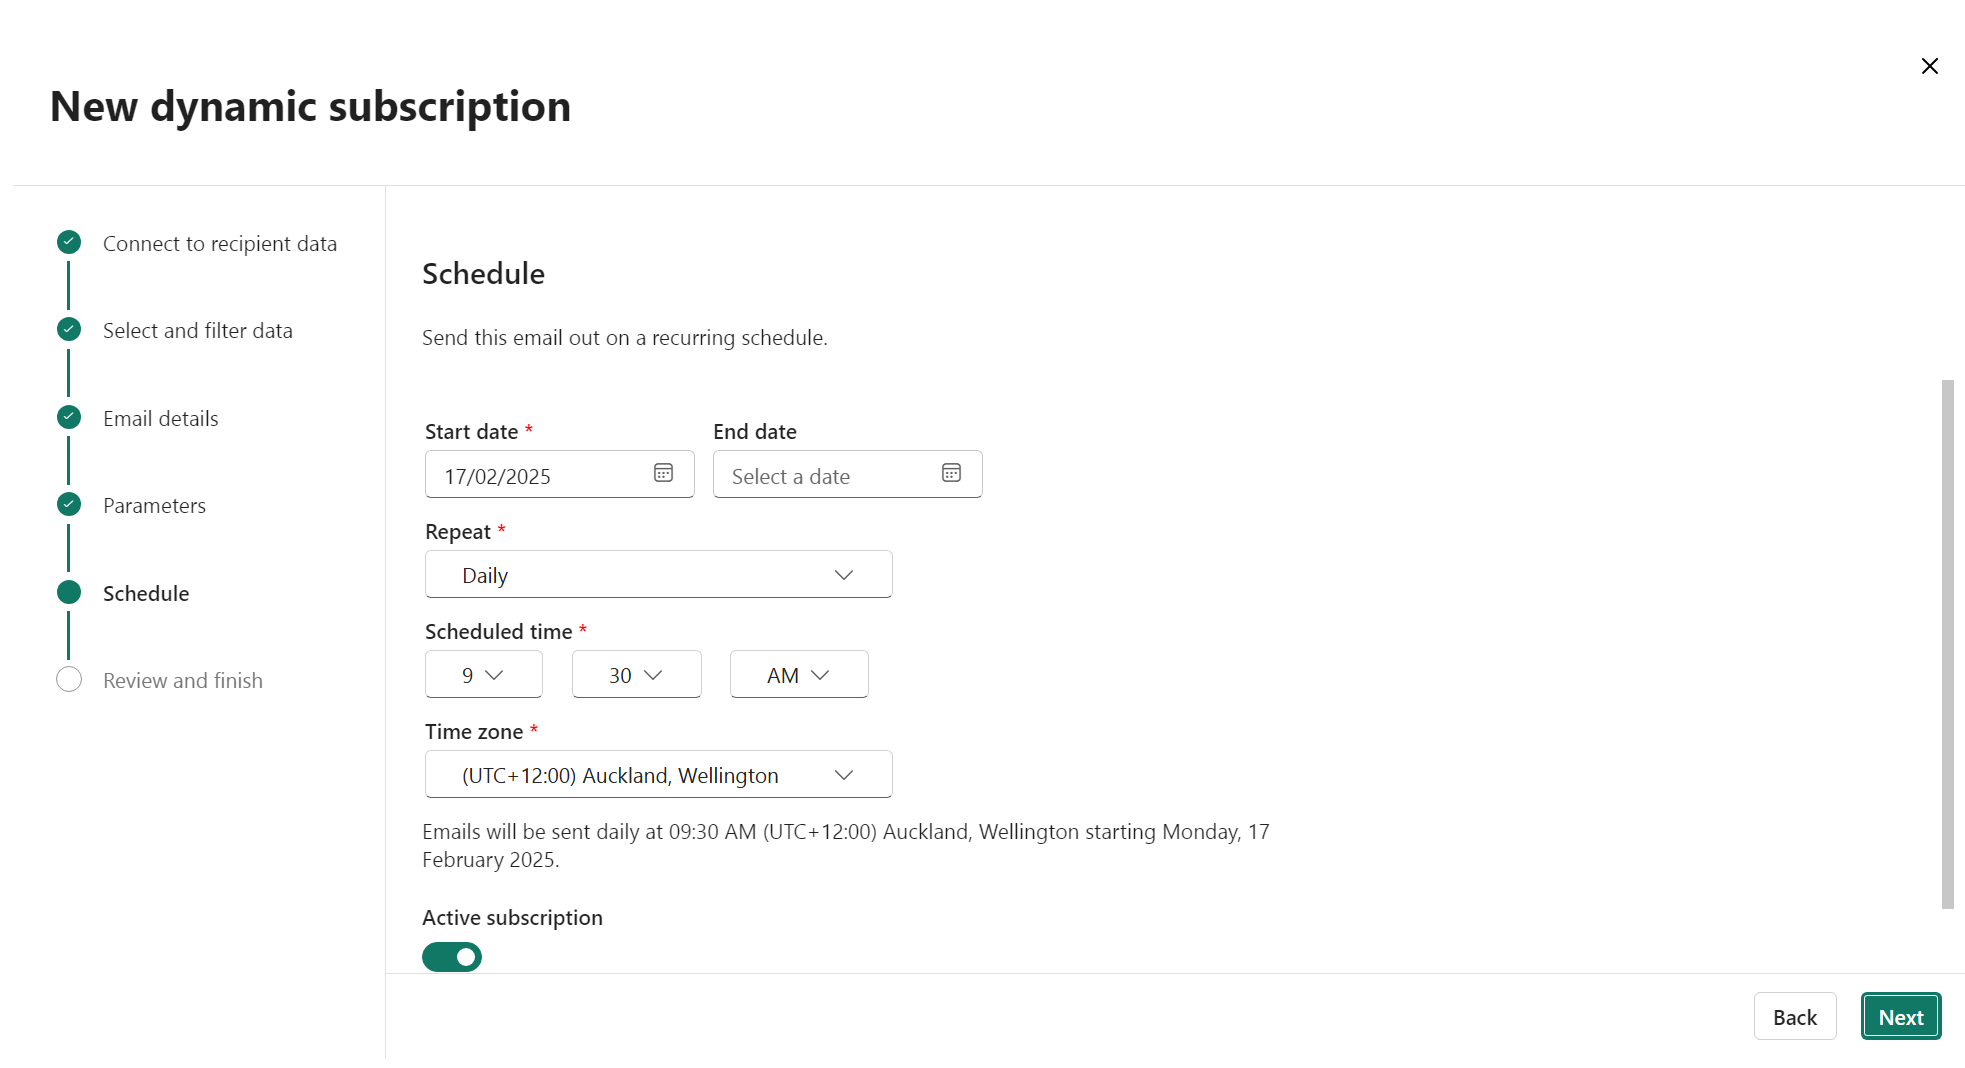 New dynamic subscription
Connect to recipient data
Select and filter data
Email details
Parameters
Schedule
Review and finish
Schedule
Send this email out on a recurring schedule.
Start date *
End date
17/02/2025
Select a date
Repeat *
Daily
Scheduled time *
9
30
AM
Time zone *
(UTC+12:00) Auckland, Wellington
Emails will be sent daily at 09:30 AM (UTC+12:00) Auckland, Wellington starting Monday, 17
February 2025.
Active subscription
Back
Next